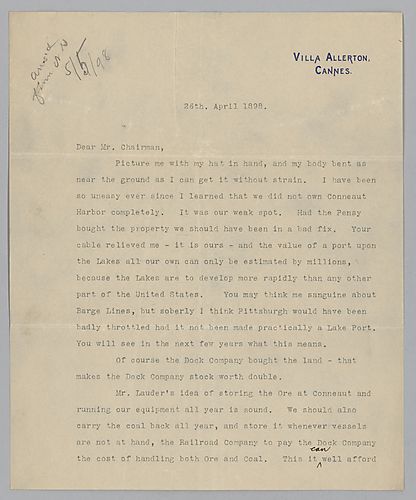 5/5/98
VILLA ALLERTON,
CANNES.
26th. April 1898.
Dear Mr. Chairman,
Picture me with my hat in hand, and my body bent as
near the ground as I can get it without strain. I have been
so uneasy ever since I learned that we did not own Conneaut
Harbor completely. It was our weak spot. Had the Pensy
bought the property we should have been in a bad fix. Your
cable relieved me - it is ours - and the value of a port upon
the Lakes all our own can only be estimated by millions,
because the Lakes are to develop more rapidly than any other
part of the United States. You may think me sanguine about
Barge Lines, but soberly I think Pittsburgh would have been
badly throttled had it not been made practically a Lake Port.
You will see in the next few years what this means.
Of course the Dock Company bought the land - that
makes the Dock Company stock worth double.
Mr. Lauder's idea of storing the Ore at Conneaut and
running our equipment all year is sound. We should also
carry the coal back all year, and store it whenever vessels
are not at hand, the Railroad Company to pay the Dock Company
the cost of handling both Ore and Coal. This it can well afford